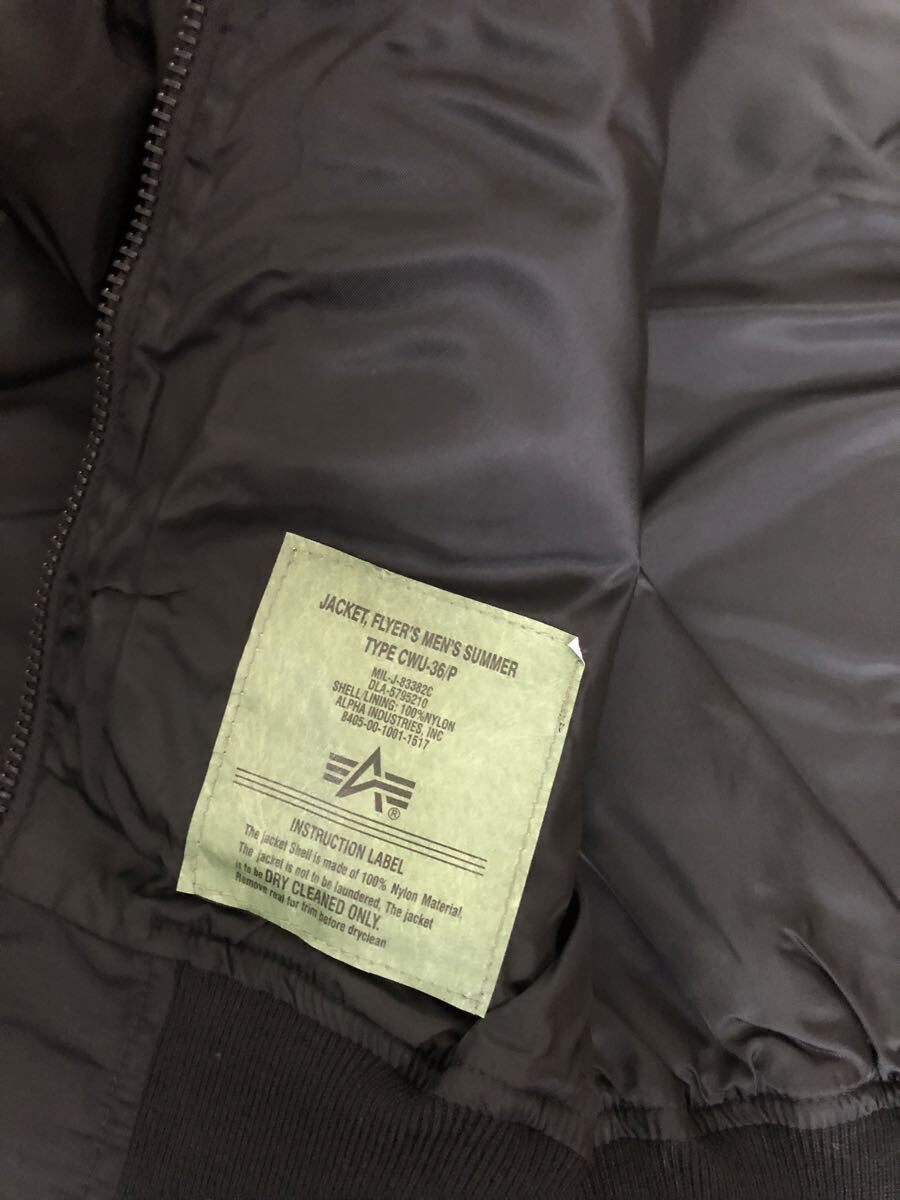 JACKET, FLYER'S MEN'S SUMMER
TYPE CWU-36/P
MIL-J-83382C
DLA-5795210
SHELL/LINING: 100%NYLON
ALPHA INDUSTRIES, INC
8405-00-1001-1517
®
INSTRUCTION LABEL
The jacket Shell is made of 100% Nylon Material.
The jacket is not to be laundered. The jacket
is to be DRY CLEANED ONLY.
Remove real for trim before dryclean